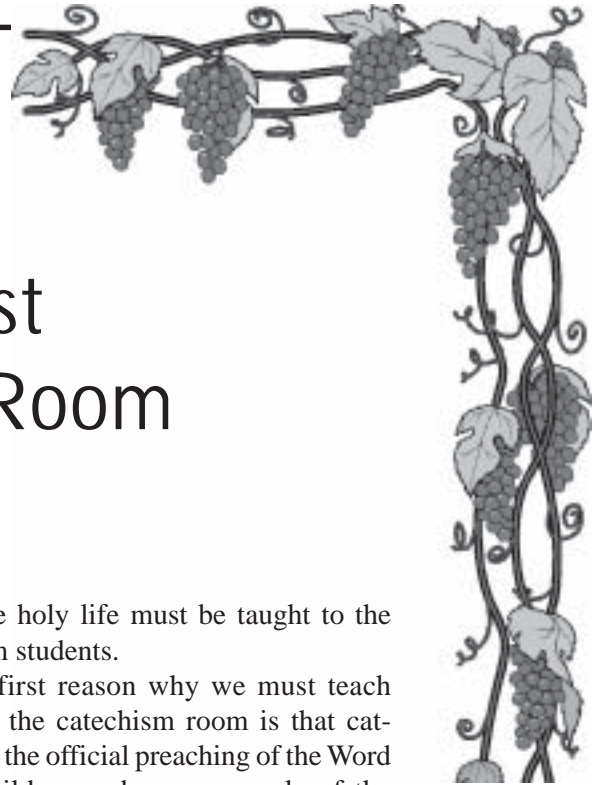 st
Room
e holy life must be taught to the
n students.
first reason why we must teach
the catechism room is that cat-
the official preaching of the Word